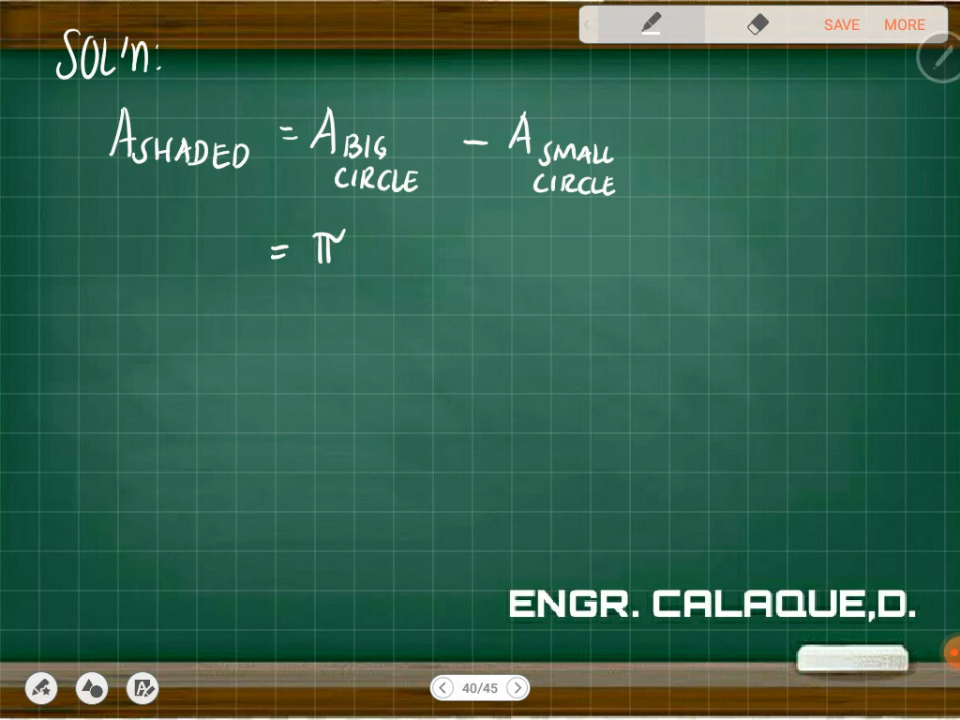 SAVE MORE
SOL'N:
ASHADED = ABIG CIRCLE - ASMALL CIRCLE
= π
ENGR. CALAQUE,D.
40/45